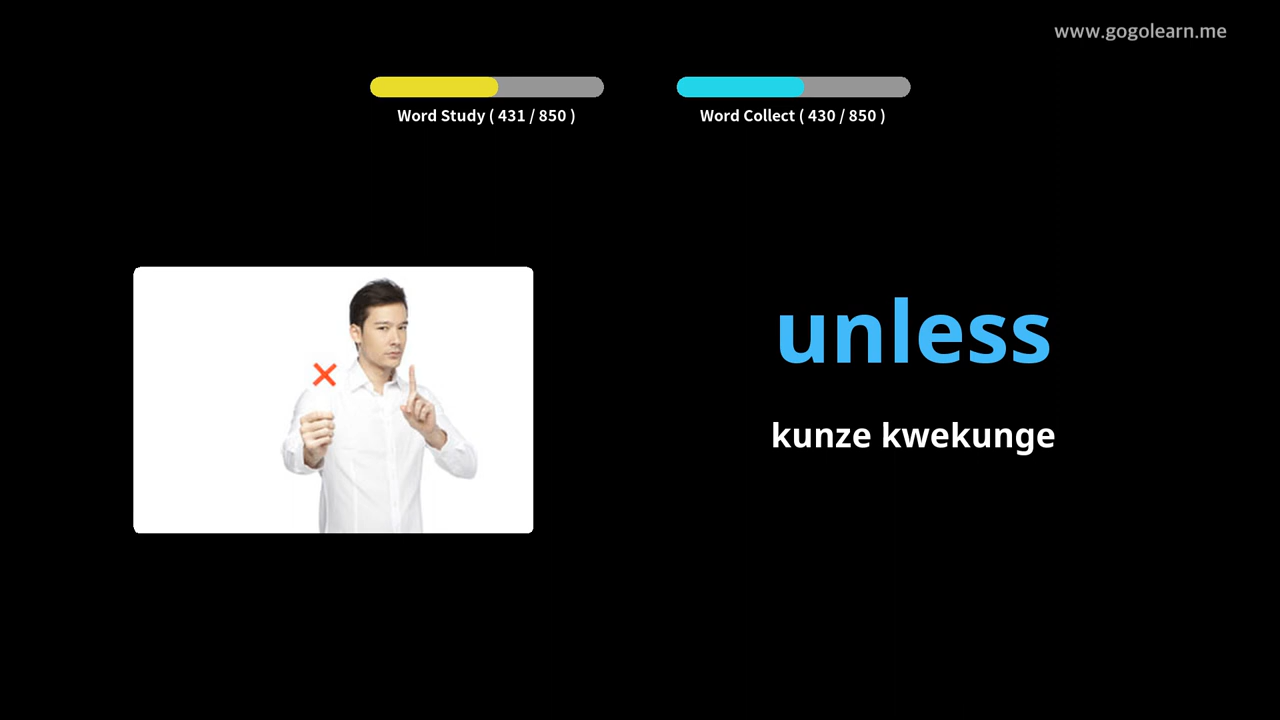 www.gogolearn.me
Word Study ( 431 / 850 )
Word Collect ( 430 / 850 )
unless
kunze kwekunge